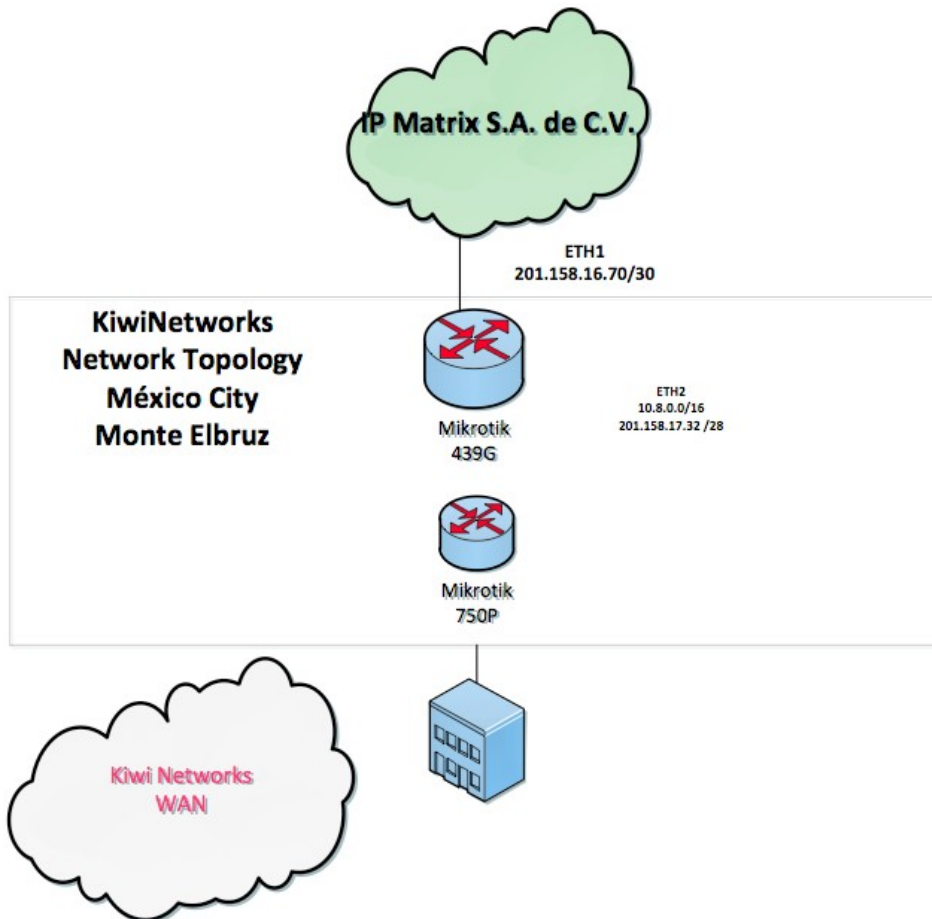 IP Matrix S.A. de C.V.
ETH1
201.158.16.70/30
KiwiNetworks
Network Topology
México City
Monte Elbruz
Mikrotik
439G
ETH2
10.8.0.0/16
201.158.17.32 /28
Mikrotik
750P
Kiwi Networks
WAN